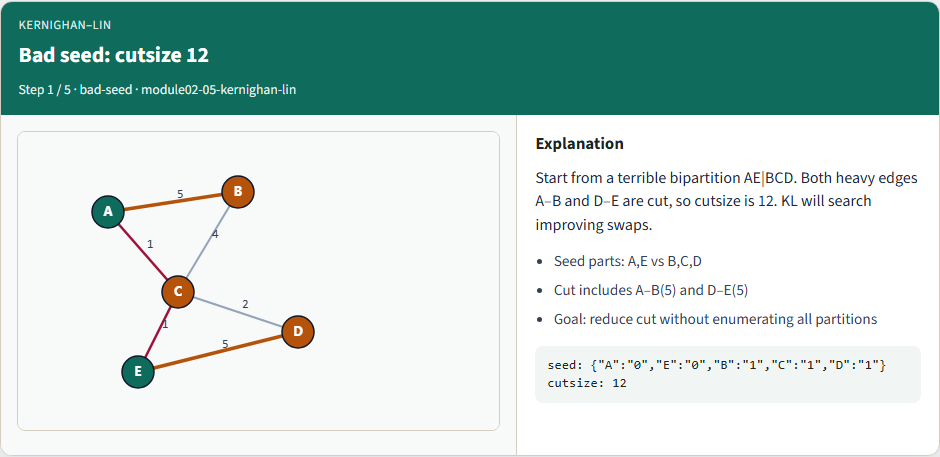 KERNIGHAN–LIN
Bad seed: cutsize 12
Step 1 / 5 · bad-seed · module02-05-kernighan-lin
A
B
C
D
E
5
1
4
2
1
5
Explanation
Start from a terrible bipartition AE|BCD. Both heavy edges
A–B and D–E are cut, so cutsize is 12. KL will search
improving swaps.
• Seed parts: A,E vs B,C,D
• Cut includes A–B(5) and D–E(5)
• Goal: reduce cut without enumerating all partitions
seed: {"A":"0","E":"0","B":"1","C":"1","D":"1"}
cutsize: 12